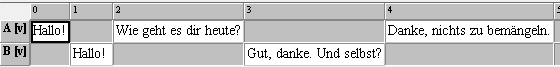 0 1 2 3 4 5
A [v] Hallo! Wie geht es dir heute? Danke, nichts zu bemängeln.
B [v] Hallo! Gut, danke. Und selbst?